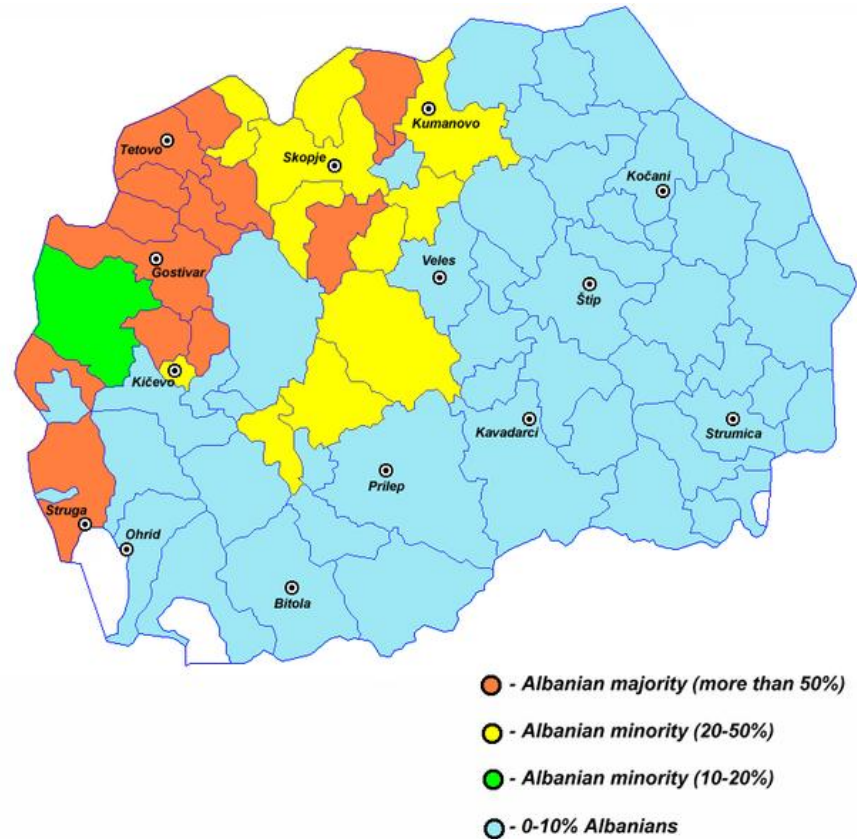 Kumanovo
Tetovo
Skopje
Kočani
Gostivar
Veles
Štip
Kičevo
Kavadarci
Strumica
Prilep
Struga
Ohrid
Bitola
- Albanian majority (more than 50%)
- Albanian minority (20-50%)
- Albanian minority (10-20%)
- 0-10% Albanians